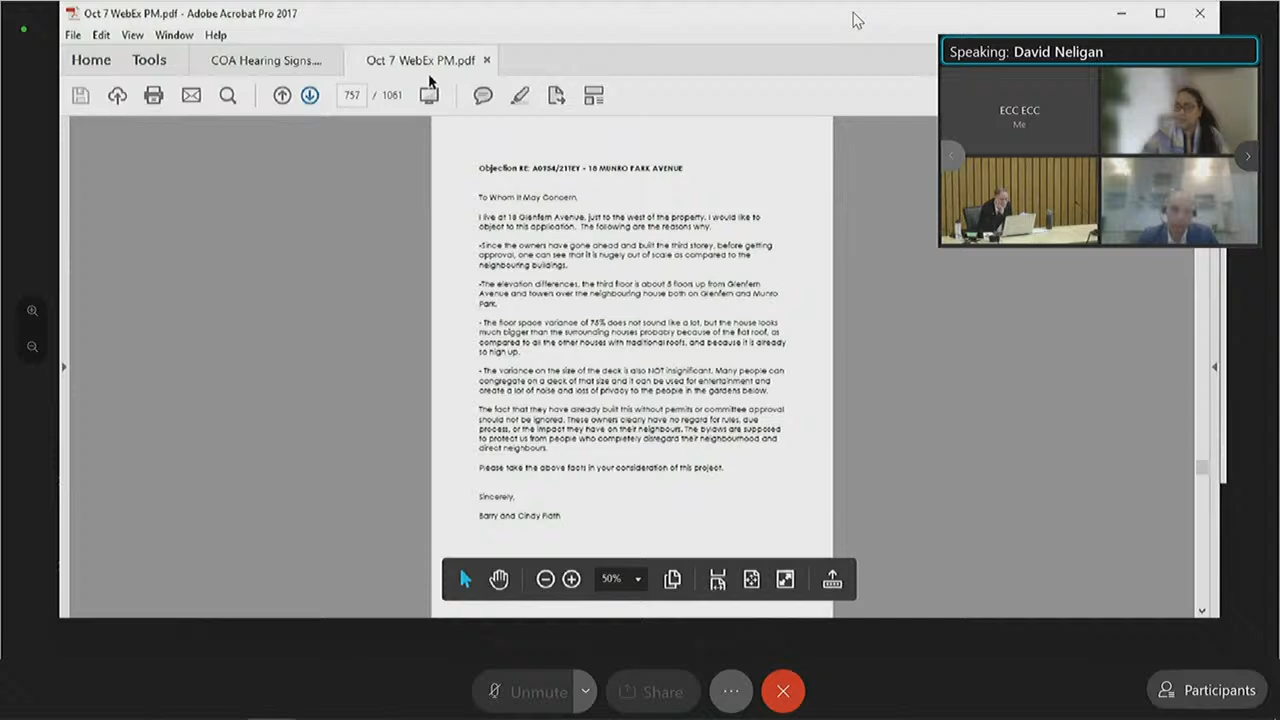 Oct 7 WebEx PM.pdf - Adobe Acrobat Pro 2017
File Edit View Window Help
Home Tools COA Hearing Signs.... Oct 7 WebEx PM.pdf ×
757 / 1061
Speaking: David Neligan
ECC ECC
Me
Objection RE: A0954/21TEY - 18 MUNRO PARK AVENUE
To Whom It May Concern,
I live at 18 Glenfern Avenue, just to the west of the property. I would like to
object to this application. The following are the reasons why.
-Since the owners have gone ahead and built the third storey, before getting
approval, one can see that it is hugely out of scale as compared to the
neighbouring buildings.
-The elevation differences, the third floor is about 5 floors up from Glenfern
Avenue and towers over the neighbouring house both on Glenfern and Munro
Park.
- The floor space variance of 75% does not sound like a lot, but the house looks
much bigger than the surrounding houses probably because of the flat roof, as
compared to all the other houses with traditional roofs, and because it is already
so high up.
- The variance on the size of the deck is also NOT insignificant. Many people can
congregate on a deck of that size and it can be used for entertainment and
create a lot of noise and loss of privacy to the people in the gardens below.
The fact that they have already built this without permits or committee approval
should not be ignored. These owners clearly have no regard for rules, due
process, or the impact they have on their neighbours. The bylaws are supposed
to protect us from people who completely disregard their neighbourhood and
direct neighbours.
Please take the above facts in your consideration of this project.
Sincerely,
Barry and Cindy Flath
50%
Unmute Share Participants